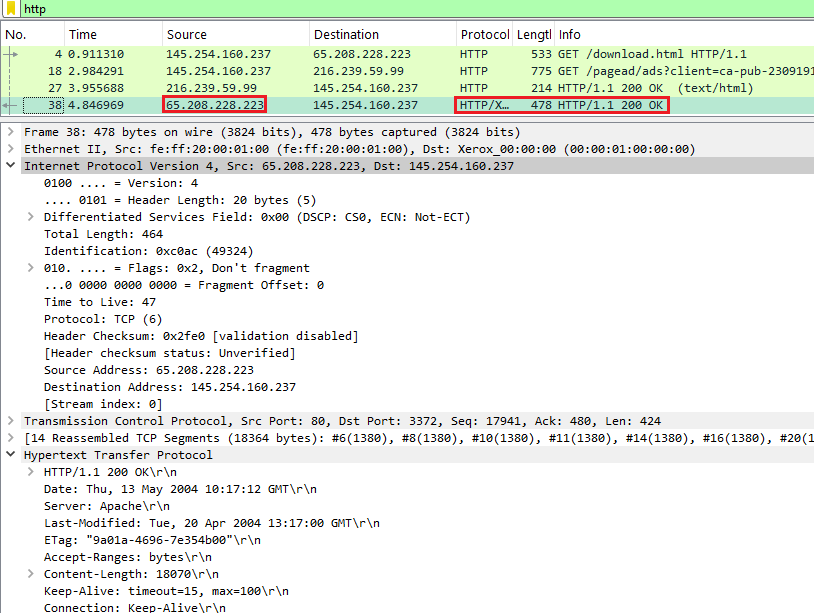 http
No. Time Source Destination Protocol Lengtl Info
4 0.911310 145.254.160.237 65.208.228.223 HTTP 533 GET /download.html HTTP/1.1
18 2.984291 145.254.160.237 216.239.59.99 HTTP 775 GET /pagead/ads?client=ca-pub-2309191
27 3.955688 216.239.59.99 145.254.160.237 HTTP 214 HTTP/1.1 200 OK (text/html)
38 4.846969 65.208.228.223 145.254.160.237 HTTP/X… 478 HTTP/1.1 200 OK
Frame 38: 478 bytes on wire (3824 bits), 478 bytes captured (3824 bits)
Ethernet II, Src: fe:ff:20:00:01:00 (fe:ff:20:00:01:00), Dst: Xerox_00:00:00 (00:00:01:00:00:00)
Internet Protocol Version 4, Src: 65.208.228.223, Dst: 145.254.160.237
0100 .... = Version: 4
.... 0101 = Header Length: 20 bytes (5)
Differentiated Services Field: 0x00 (DSCP: CS0, ECN: Not-ECT)
Total Length: 464
Identification: 0xc0ac (49324)
010. .... = Flags: 0x2, Don't fragment
...0 0000 0000 0000 = Fragment Offset: 0
Time to Live: 47
Protocol: TCP (6)
Header Checksum: 0x2fe0 [validation disabled]
[Header checksum status: Unverified]
Source Address: 65.208.228.223
Destination Address: 145.254.160.237
[Stream index: 0]
Transmission Control Protocol, Src Port: 80, Dst Port: 3372, Seq: 17941, Ack: 480, Len: 424
[14 Reassembled TCP Segments (18364 bytes): #6(1380), #8(1380), #10(1380), #11(1380), #14(1380), #16(1380), #20(1
Hypertext Transfer Protocol
HTTP/1.1 200 OK\r\n
Date: Thu, 13 May 2004 10:17:12 GMT\r\n
Server: Apache\r\n
Last-Modified: Tue, 20 Apr 2004 13:17:00 GMT\r\n
ETag: "9a01a-4696-7e354b00"\r\n
Accept-Ranges: bytes\r\n
Content-Length: 18070\r\n
Keep-Alive: timeout=15, max=100\r\n
Connection: Keep-Alive\r\n